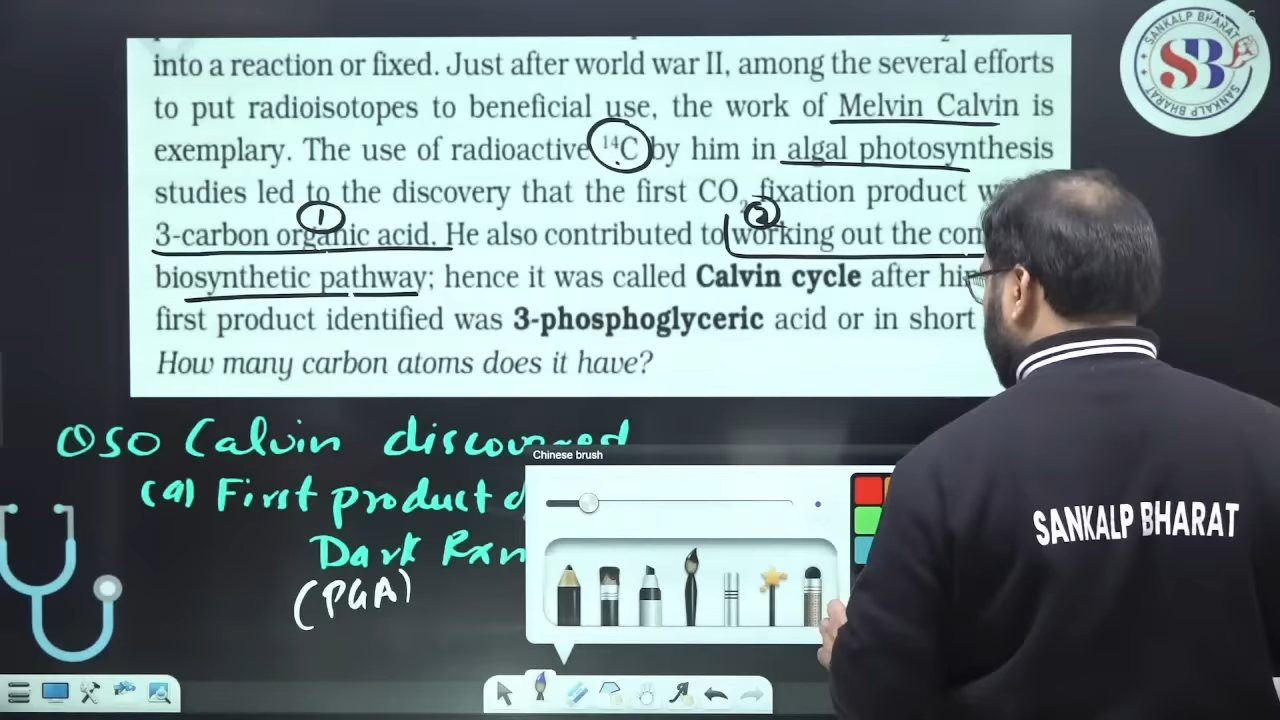 into a reaction or fixed. Just after world war II, among the several efforts
to put radioisotopes to beneficial use, the work of Melvin Calvin is
exemplary. The use of radioactive ¹⁴C by him in algal photosynthesis
studies led to the discovery that the first CO₂ fixation product
1 2
3-carbon organic acid. He also contributed to working out the
biosynthetic pathway; hence it was called Calvin cycle after
first product identified was 3-phosphoglyceric acid or in short
How many carbon atoms does it have?
SANKALP BHARAT
SB
SANKALP BHARAT
Calvin discovered
(a) First product
Dark Rxn
(PGA)
Chinese brush
SANKALP BHARAT